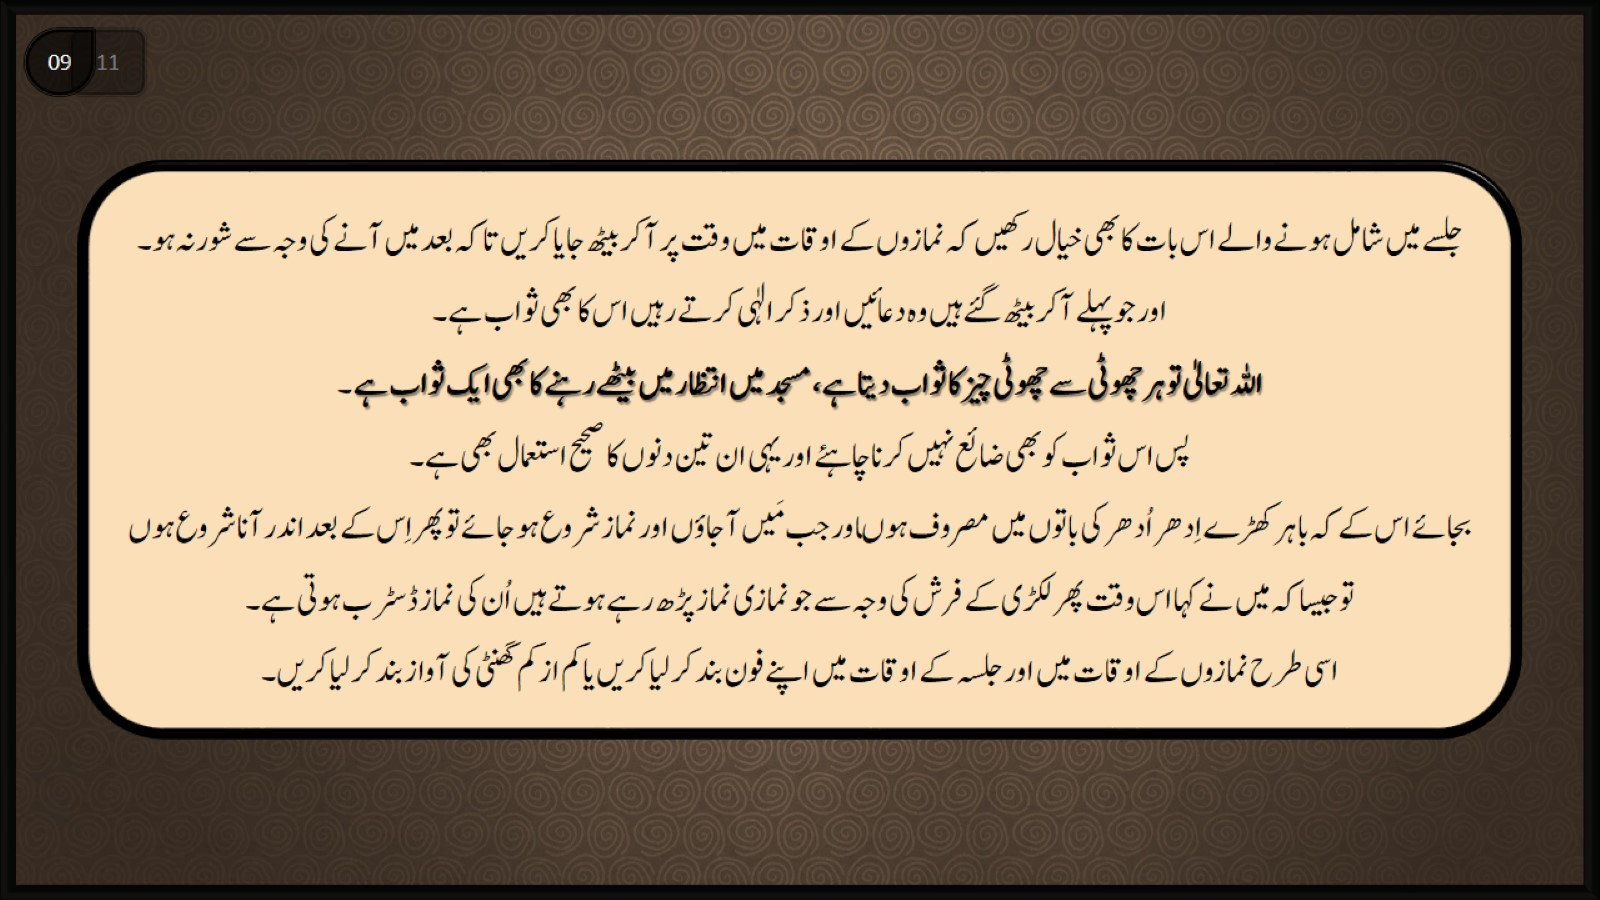 09 11
جلسے میں شامل ہونے والے اس بات کا بھی خیال رکھیں کہ نمازوں کے اوقات میں وقت پر آ کر بیٹھ جایا کریں تا کہ بعد میں آنے کی وجہ سے شور نہ ہو۔
اور جو پہلے آ کر بیٹھ گئے ہیں وہ دعائیں اور ذکر الٰہی کرتے رہیں اس کا بھی ثواب ہے۔
اللہ تعالیٰ تو ہر چھوٹی سے چھوٹی چیز کا ثواب دیتا ہے، مسجد میں انتظار میں بیٹھے رہنے کا بھی ایک ثواب ہے۔
پس اس ثواب کو بھی ضائع نہیں کرنا چاہئے اور یہی ان تین دنوں کا صحیح استعمال بھی ہے۔
بجائے اس کے کہ باہر کھڑے اِدھر اُدھر کی باتوں میں مصروف ہوں اور جب مَیں آ جاؤں اور نماز شروع ہو جائے تو پھر اِس کے بعد اندر آنا شروع ہوں
تو جیسا کہ میں نے کہا اس وقت پھر لکڑی کے فرش کی وجہ سے جو نمازی نماز پڑھ رہے ہوتے ہیں اُن کی نماز ڈسٹرب ہوتی ہے۔
اسی طرح نمازوں کے اوقات میں اور جلسہ کے اوقات میں اپنے فون بند کر لیا کریں یا کم از کم گھنٹی کی آواز بند کر لیا کریں۔